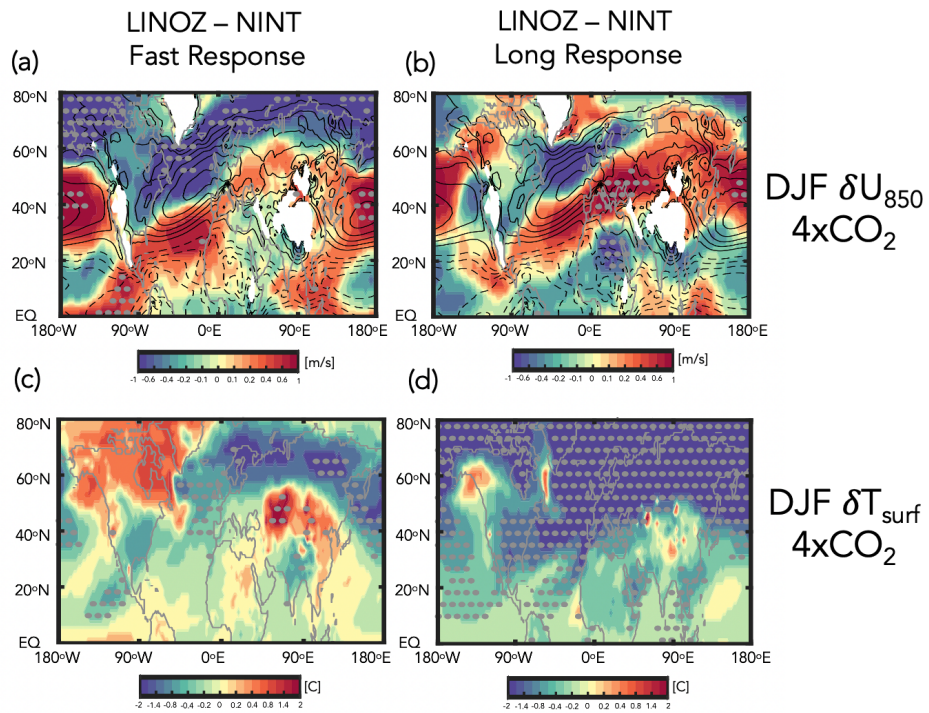 LINOZ – NINT
Fast Response
LINOZ – NINT
Long Response
(a)
(b)
80°N
60°N
40°N
20°N
EQ
180°W 90°W 0°E 90°E 180°E
80°N
60°N
40°N
20°N
EQ
180°W 90°W 0°E 90°E 180°E
DJF δU850
4xCO2
-1 -0.6 -0.4 -0.2 -0.1 0 0.1 0.2 0.4 0.6 1
[m/s]
-1 -0.6 -0.4 -0.2 -0.1 0 0.1 0.2 0.4 0.6 1
[m/s]
(c)
(d)
80°N
60°N
40°N
20°N
EQ
180°W 90°W 0°E 90°E 180°E
80°N
60°N
40°N
20°N
EQ
180°W 90°W 0°E 90°E 180°E
DJF δTsurf
4xCO2
-2 -1.4 -0.8 -0.4 -0.2 0 0.2 0.4 0.8 1.6 2
[C]
-2 -1.4 -0.8 -0.4 -0.2 0 0.2 0.4 0.8 1.6 2
[C]